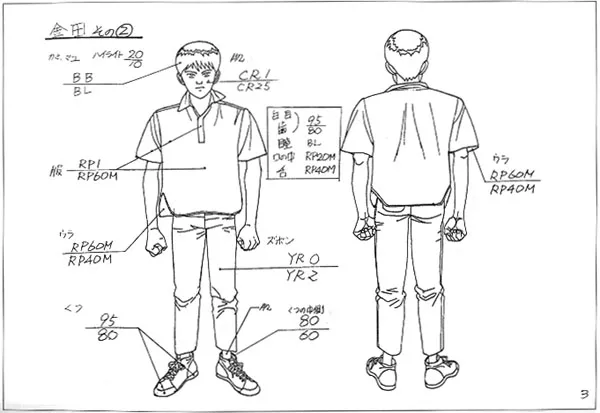 金田 その②
カミ、マユ ハイライト 20/10
BB
BL
肌
CR1
CR25
白目
歯
95
80
瞳 BL
口の中 RP20M
舌 RP40M
服
RP1
RP60M
ウラ
RP60M
RP40M
ウラ
RP60M
RP40M
ズボン
YR0
YR2
くつ
95
80
肌
くつの中(側)
80
60
3